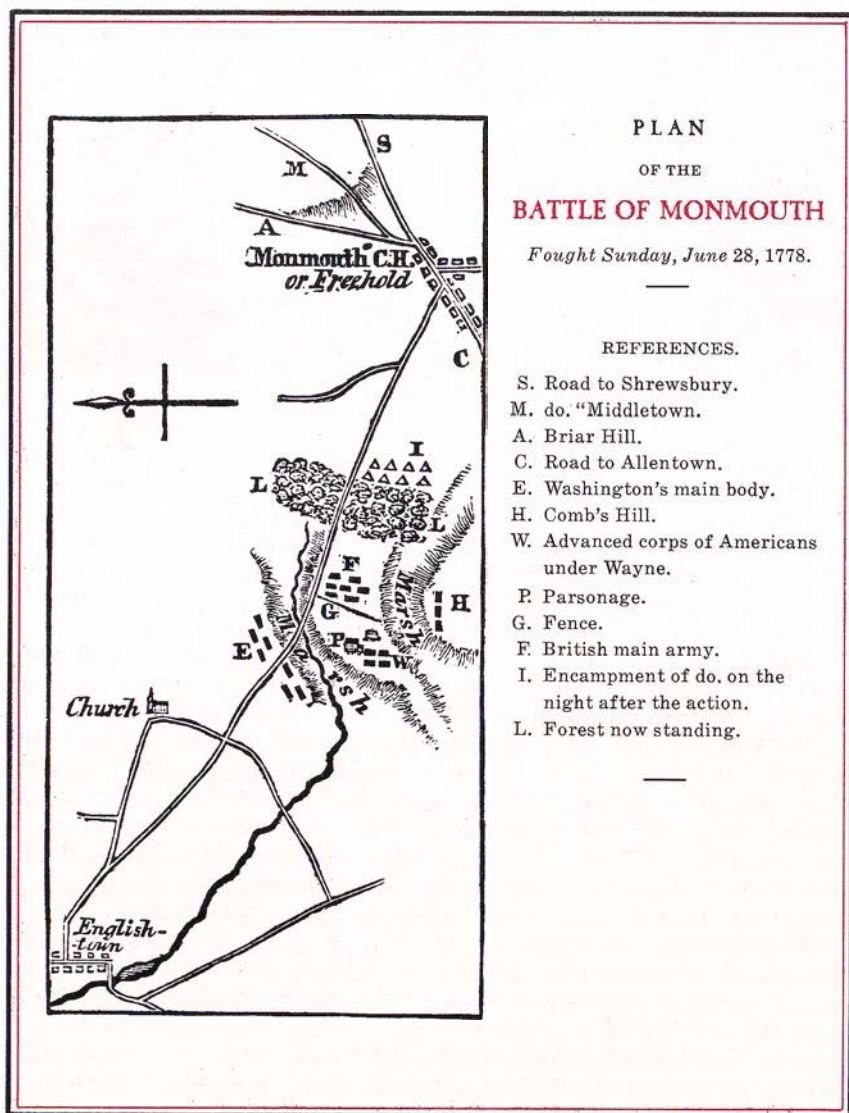 PLAN
OF THE
BATTLE OF MONMOUTH
Fought Sunday, June 28, 1778.
REFERENCES.
S. Road to Shrewsbury.
M. do. "Middletown.
A. Briar Hill.
C. Road to Allentown.
E. Washington's main body.
H. Comb's Hill.
W. Advanced corps of Americans
under Wayne.
P. Parsonage.
G. Fence.
F. British main army.
I. Encampment of do. on the
night after the action.
L. Forest now standing.
S
M
A
Monmouth C.H.
or Freehold
C
I
L
L
F
G
Marsh
H
Morsh
E
P
W
Church
English-
-town